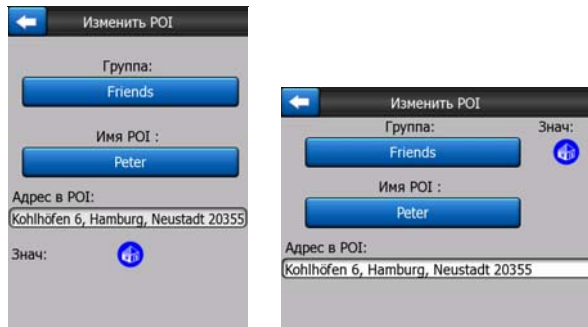 Изменить POI
Группа:
Friends
Имя POI :
Peter
Адрес в POI:
Kohlhöfen 6, Hamburg, Neustadt 20355
Знач:
Изменить POI
Группа:
Знач:
Friends
Имя POI :
Peter
Адрес в POI:
Kohlhöfen 6, Hamburg, Neustadt 20355